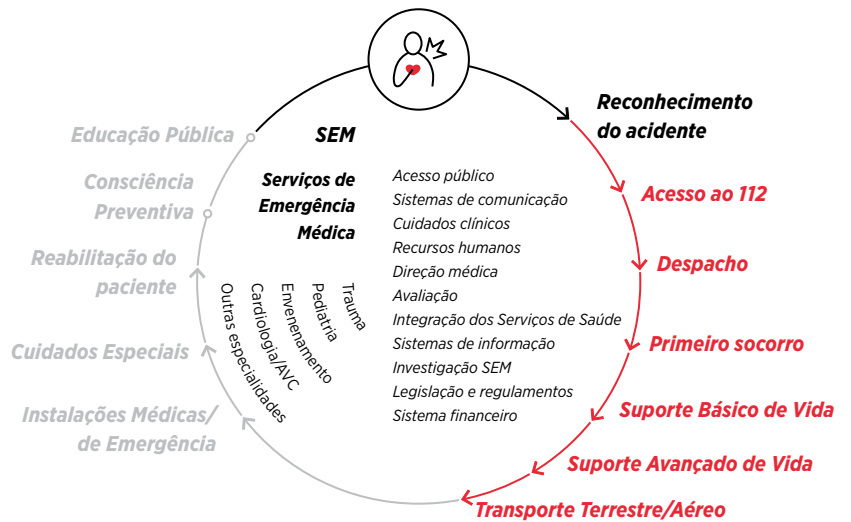 Reconhecimento
do acidente
Acesso ao 112
Despacho
Primeiro socorro
Suporte Básico de Vida
Suporte Avançado de Vida
Transporte Terrestre/Aéreo
Instalações Médicas/
de Emergência
Cuidados Especiais
Reabilitação do
paciente
Consciência
Preventiva
Educação Pública
SEM
Serviços de
Emergência
Médica
Acesso público
Sistemas de comunicação
Cuidados clínicos
Recursos humanos
Direção médica
Avaliação
Integração dos Serviços de Saúde
Sistemas de informação
Investigação SEM
Legislação e regulamentos
Sistema financeiro
Trauma
Pediatria
Envenenamento
Cardiologia/AVC
Outras especialidades